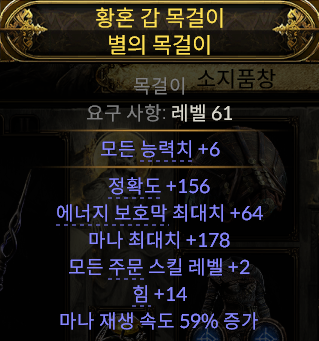 황혼 갑 목걸이
별의 목걸이
소지품창
목걸이
요구 사항: 레벨 61
모든 능력치 +6
정확도 +156
에너지 보호막 최대치 +64
마나 최대치 +178
모든 주문 스킬 레벨 +2
힘 +14
마나 재생 속도 59% 증가